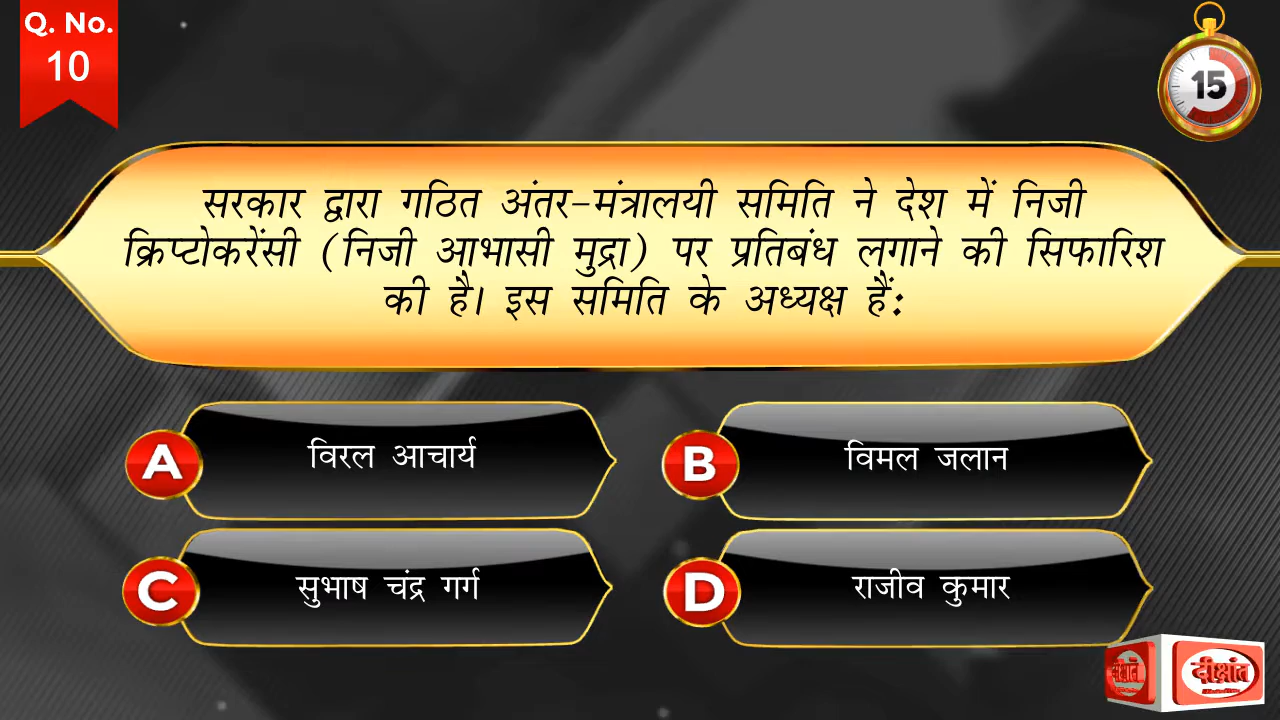 Q. No.
10
15
सरकार द्वारा गठित अंतर-मंत्रालयी समिति ने देश में निजी
क्रिप्टोकरेंसी (निजी आभासी मुद्रा) पर प्रतिबंध लगाने की सिफारिश
की है। इस समिति के अध्यक्ष हैं:
A विरल आचार्य
B विमल जलान
C सुभाष चंद्र गर्ग
D राजीव कुमार
दीक्षांत